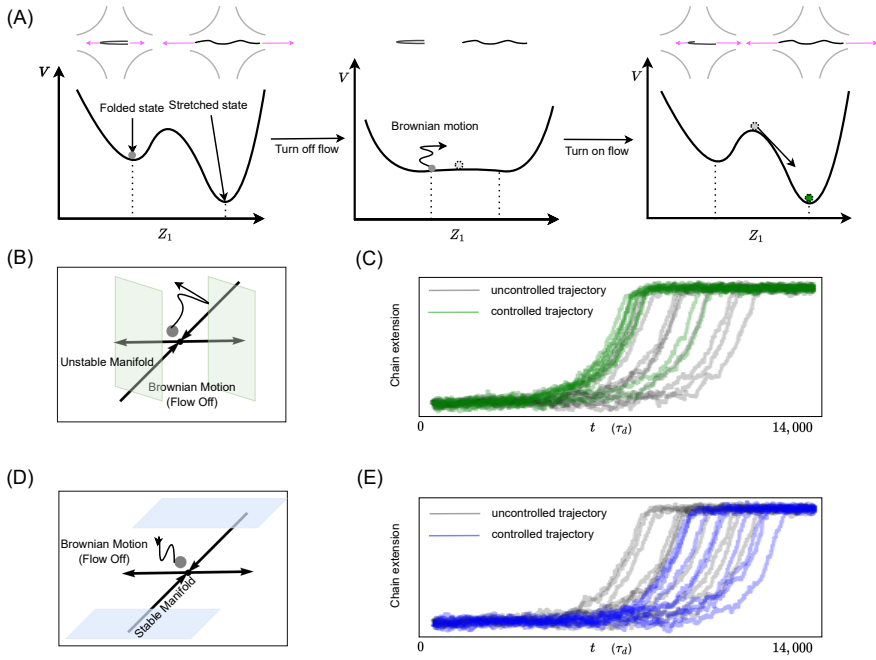 (A)
V
Folded state
Stretched state
Z₁
Turn off flow
V
Brownian motion
Z₁
Turn on flow
V
Z₁
(B)
Unstable Manifold
Brownian Motion
(Flow Off)
(C)
Chain extension
uncontrolled trajectory
controlled trajectory
0
t (τ_d)
14,000
(D)
Brownian Motion
(Flow Off)
Stable Manifold
(E)
Chain extension
uncontrolled trajectory
controlled trajectory
0
t (τ_d)
14,000